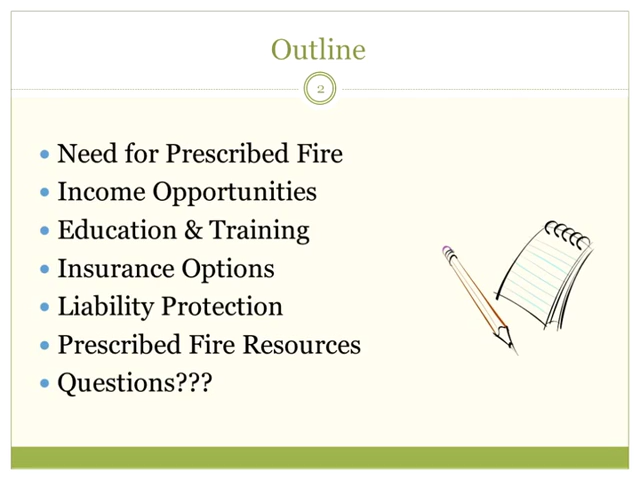 Outline
2
Need for Prescribed Fire
Income Opportunities
Education & Training
Insurance Options
Liability Protection
Prescribed Fire Resources
Questions???